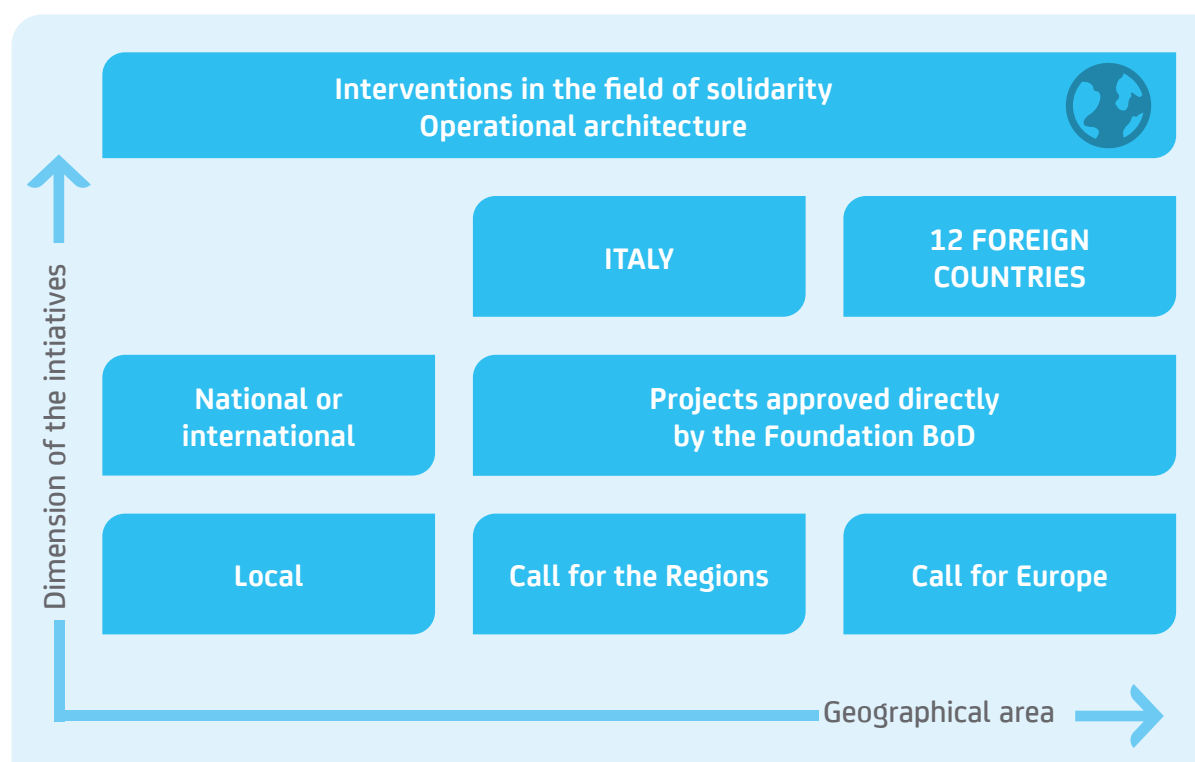 Interventions in the field of solidarity
Operational architecture
ITALY
12 FOREIGN
COUNTRIES
Dimension of the intiatives
National or
international
Projects approved directly
by the Foundation BoD
Local
Call for the Regions
Call for Europe
Geographical area